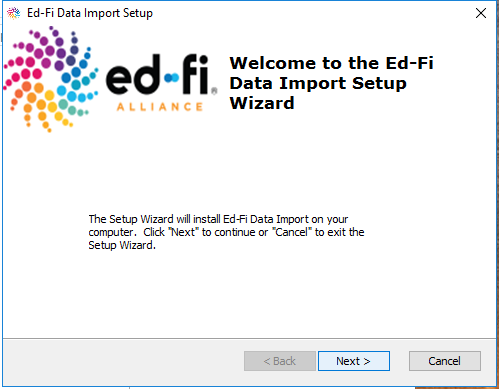 Ed-Fi Data Import Setup
ed-fi®
ALLIANCE
Welcome to the Ed-Fi
Data Import Setup
Wizard
The Setup Wizard will install Ed-Fi Data Import on your
computer. Click "Next" to continue or "Cancel" to exit the
Setup Wizard.
< Back
Next >
Cancel